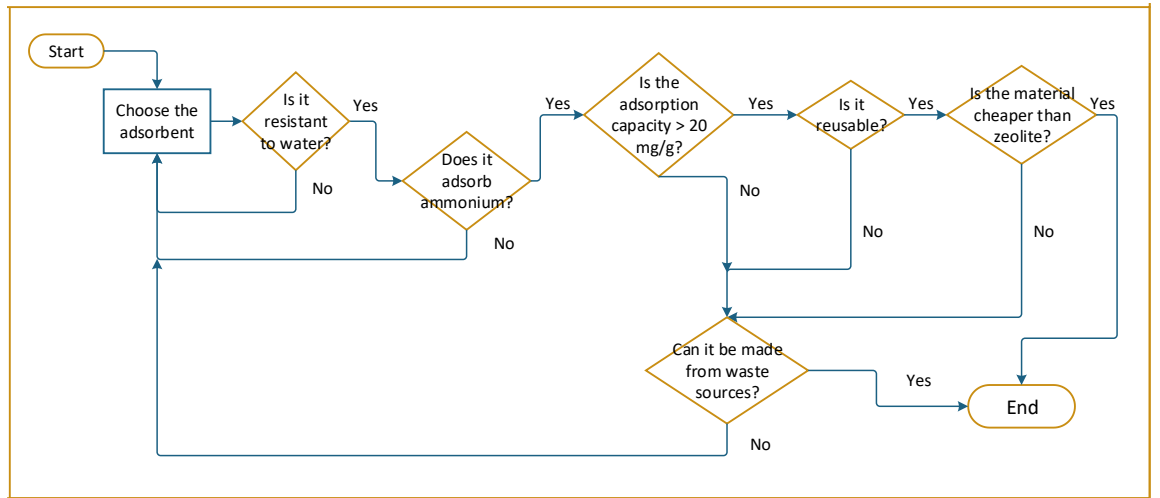 Start
Choose the
adsorbent
Is it
resistant
to water?
Yes
No
Does it
adsorb
ammonium?
Yes
No
Is the
adsorption
capacity > 20
mg/g?
Yes
No
Is it
reusable?
Yes
No
Is the material
cheaper than
zeolite?
Yes
No
Can it be made
from waste
sources?
Yes
No
End